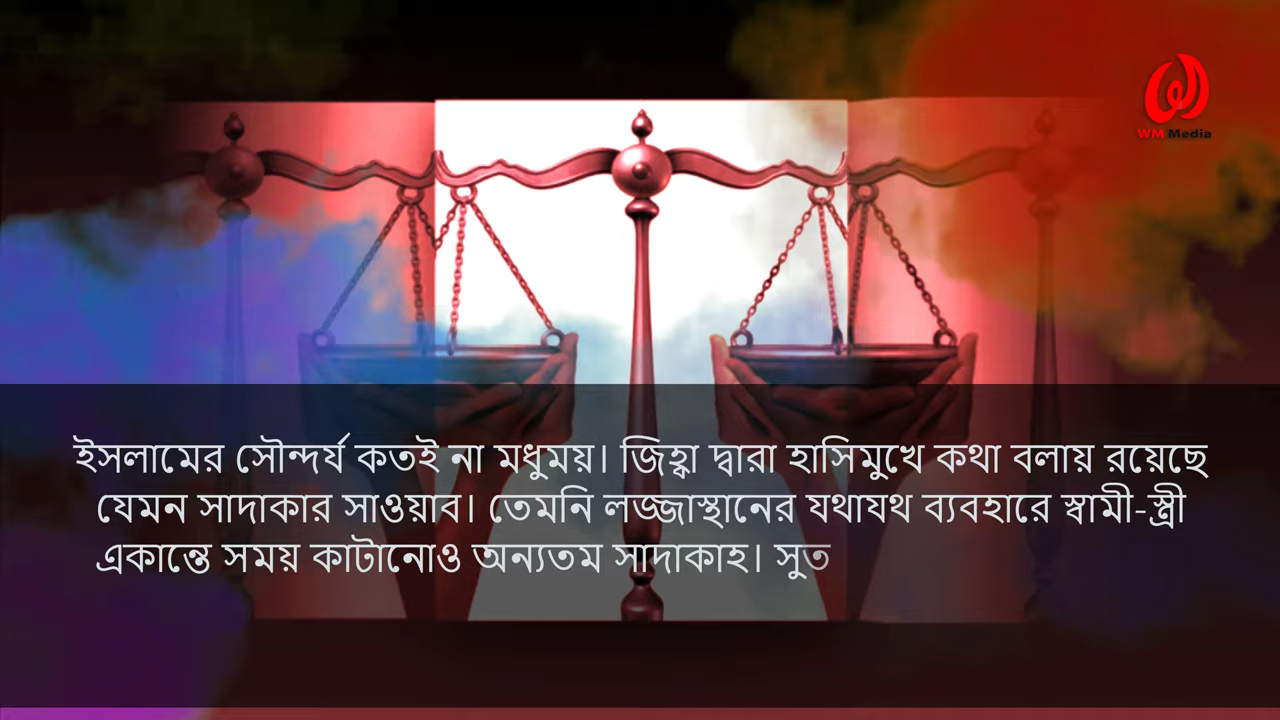 WM Media
ইসলামের সৌন্দর্য কতই না মধুময়। জিহ্বা দ্বারা হাসিমুখে কথা বলায় রয়েছে
যেমন সাদাকার সাওয়াব। তেমনি লজ্জাস্থানের যথাযথ ব্যবহারে স্বামী-স্ত্রী
একান্তে সময় কাটানোও অন্যতম সাদাকাহ। সুত